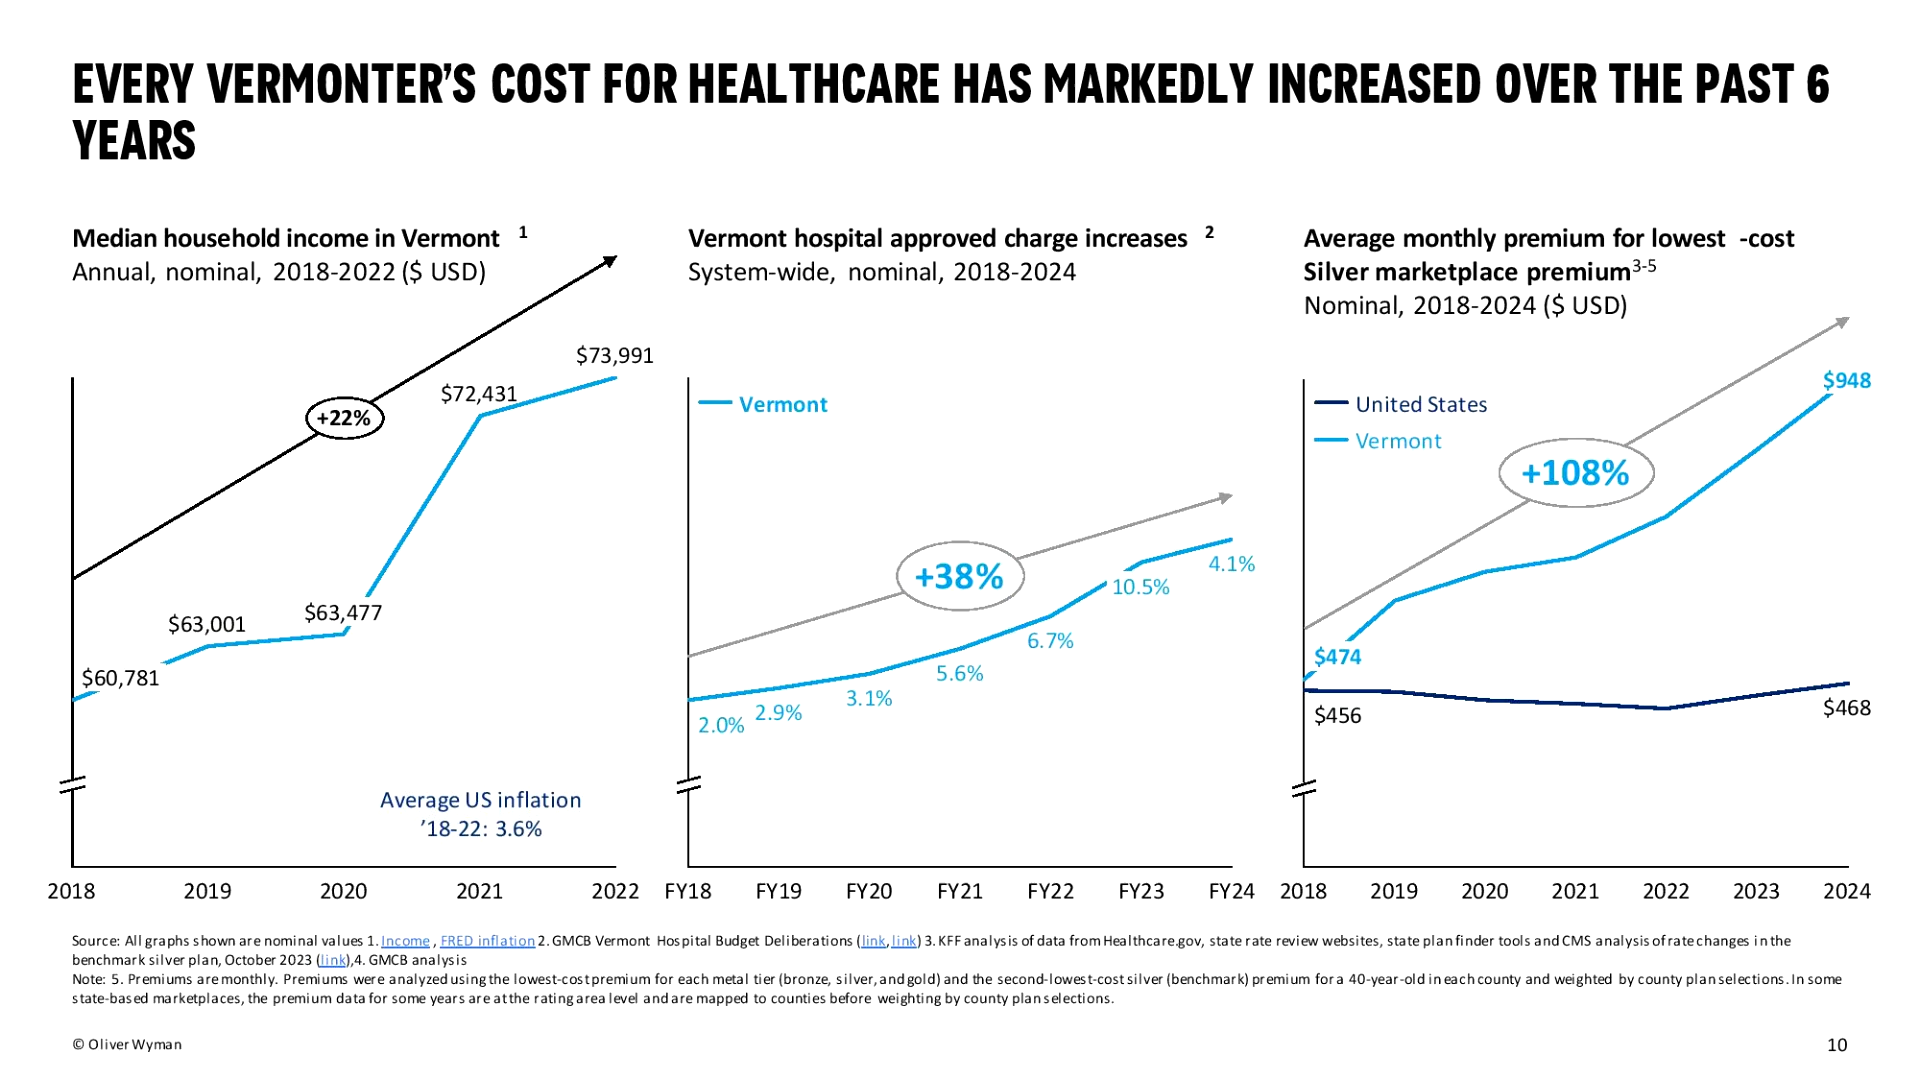 EVERY VERMONTER’S COST FOR HEALTHCARE HAS MARKEDLY INCREASED OVER THE PAST 6
YEARS
Median household income in Vermont 1
Annual, nominal, 2018-2022 ($ USD)
+22%
$60,781
$63,001
$63,477
$72,431
$73,991
Average US inflation
’18-22: 3.6%
2018 2019 2020 2021 2022
Vermont hospital approved charge increases 2
System-wide, nominal, 2018-2024
Vermont
+38%
2.0%
2.9%
3.1%
5.6%
6.7%
10.5%
4.1%
FY18 FY19 FY20 FY21 FY22 FY23 FY24
Average monthly premium for lowest -cost
Silver marketplace premium3-5
Nominal, 2018-2024 ($ USD)
United States
Vermont
+108%
$948
$474
$456
$468
2018 2019 2020 2021 2022 2023 2024
Source: All graphs shown are nominal values 1. Income , FRED inflation 2. GMCB Vermont Hospital Budget Deliberations (link, link) 3. KFF analysis of data from Healthcare.gov, state rate review websites, state plan finder tools and CMS analysis of rate changes in the
benchmark silver plan, October 2023 (link),4. GMCB analysis
Note: 5. Premiums are monthly. Premiums were analyzed using the lowest-cost premium for each metal tier (bronze, silver, and gold) and the second-lowest-cost silver (benchmark) premium for a 40-year-old in each county and weighted by county plan selections. In some
state-based marketplaces, the premium data for some years are at the rating area level and are mapped to counties before weighting by county plan selections.
© Oliver Wyman
10